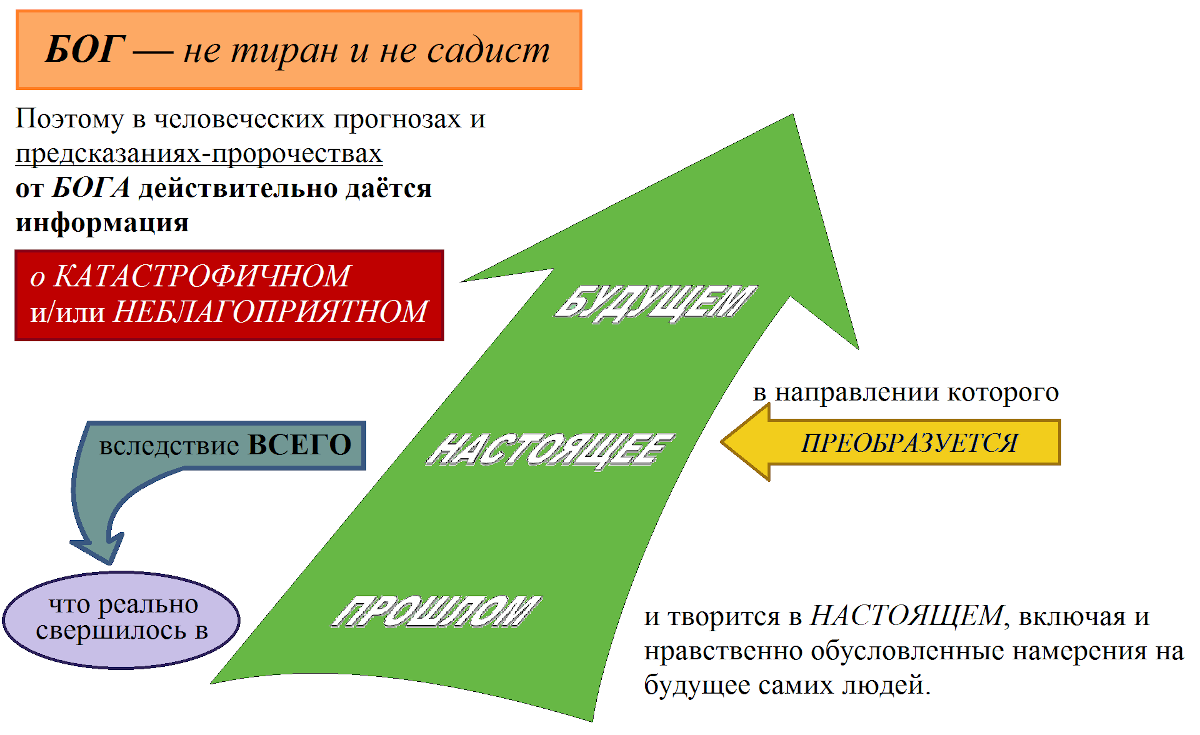 БОГ — не тиран и не садист
Поэтому в человеческих прогнозах и
предсказаниях-пророчествах
от БОГА действительно даётся
информация
о КАТАСТРОФИЧНОМ
и/или НЕБЛАГОПРИЯТНОМ
БУДУЩЕМ
в направлении которого
ПРЕОБРАЗУЕТСЯ
НАСТОЯЩЕЕ
вследствие ВСЕГО
что реально
свершилось в
ПРОШЛОМ
и творится в НАСТОЯЩЕМ, включая и
нравственно обусловленные намерения на
будущее самих людей.